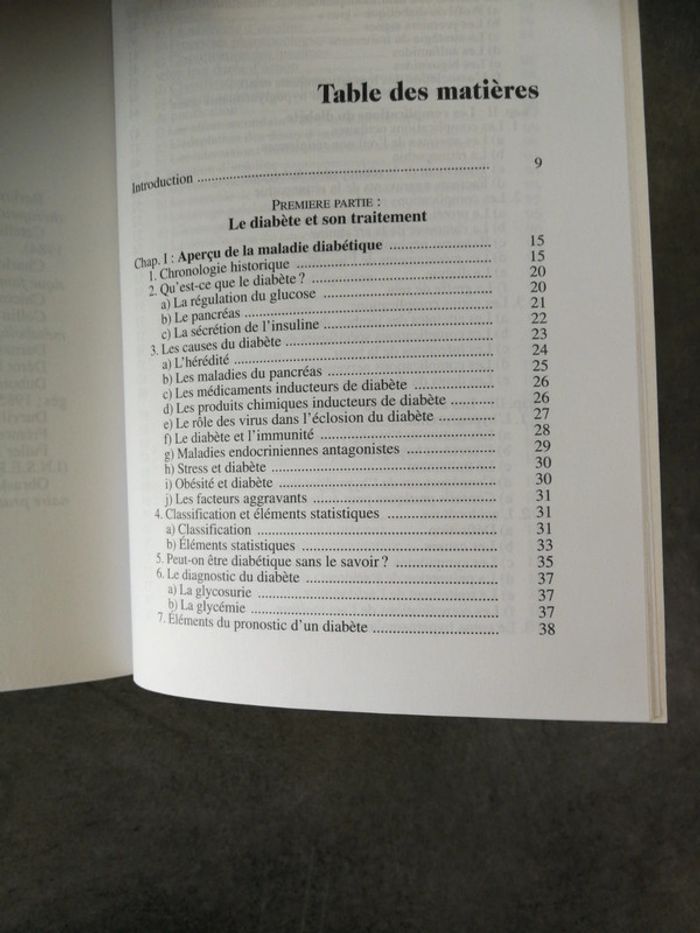 Table des matières
Introduction ........ 9
PREMIERE PARTIE :
Le diabète et son traitement
Chap. I : Aperçu de la maladie diabétique ........ 15
1. Chronologie historique ........ 15
2. Qu'est-ce que le diabète ? ........ 20
a) La régulation du glucose ........ 20
b) Le pancréas ........ 21
c) La sécrétion de l'insuline ........ 22
3. Les causes du diabète ........ 23
a) L'hérédité ........ 24
b) Les maladies du pancréas ........ 25
c) Les médicaments inducteurs de diabète ........ 26
d) Les produits chimiques inducteurs de diabète ........ 26
e) Le rôle des virus dans l'éclosion du diabète ........ 27
f) Le diabète et l'immunité ........ 28
g) Maladies endocriniennes antagonistes ........ 29
h) Stress et diabète ........ 30
i) Obésité et diabète ........ 30
j) Les facteurs aggravants ........ 31
4. Classification et éléments statistiques ........ 31
a) Classification ........ 31
b) Éléments statistiques ........ 33
5. Peut-on être diabétique sans le savoir ? ........ 35
6. Le diagnostic du diabète ........ 37
a) La glycosurie ........ 37
b) La glycémie ........ 37
7. Éléments du pronostic d'un diabète ........ 38